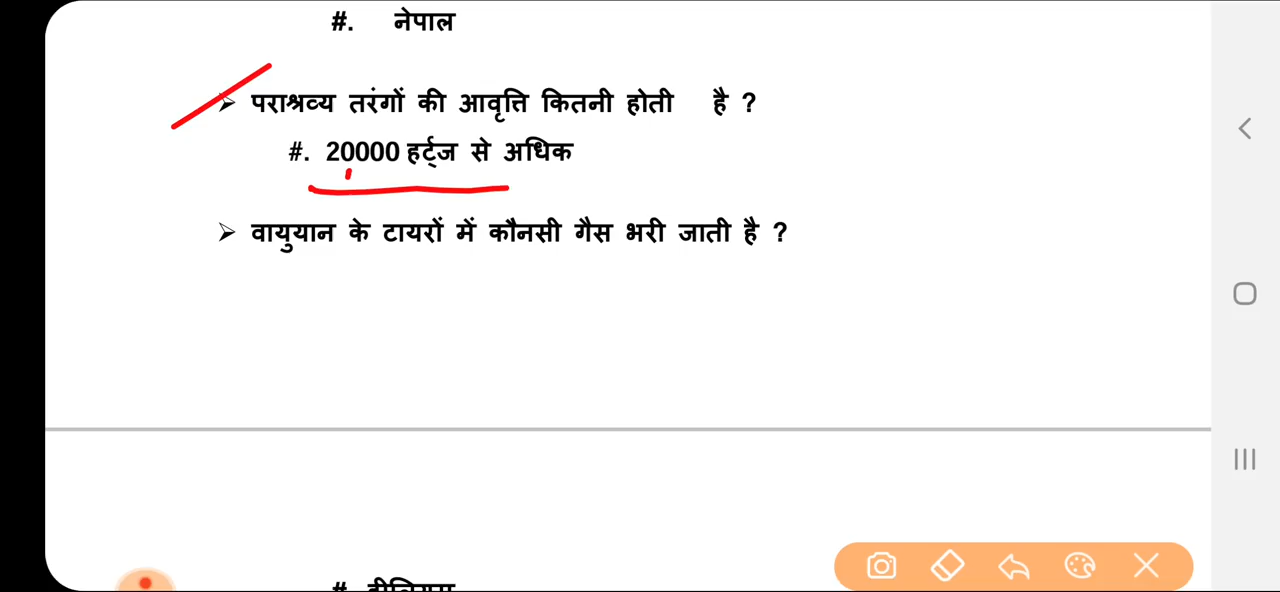 #. नेपाल
➢ पराश्रव्य तरंगों की आवृत्ति कितनी होती है ?
#. 20000 हर्ट्ज से अधिक
➢ वायुयान के टायरों में कौनसी गैस भरी जाती है ?
#.